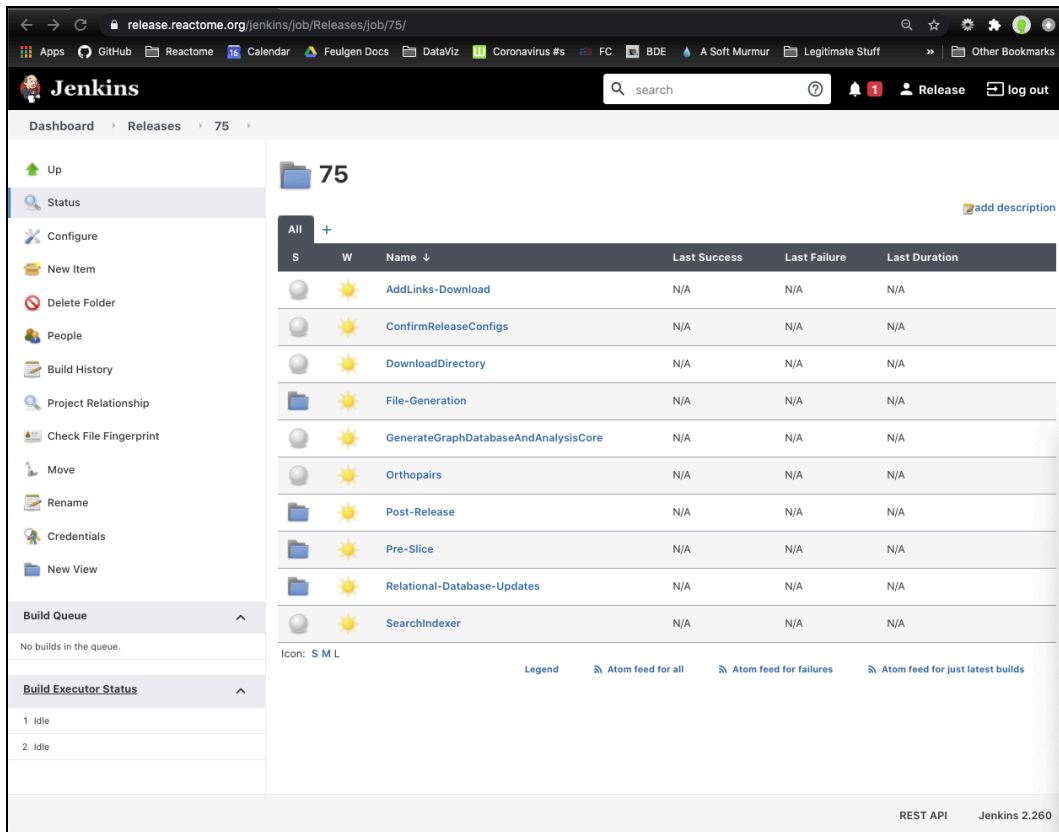 release.reactome.org/jenkins/job/Releases/job/75/
Apps GitHub Reactome 16 Calendar Feulgen Docs DataViz Coronavirus #s FC BDE A Soft Murmur Legitimate Stuff » Other Bookmarks
Jenkins search 1 Release log out
Dashboard Releases 75
Up
Status
Configure
New Item
Delete Folder
People
Build History
Project Relationship
Check File Fingerprint
Move
Rename
Credentials
New View
Build Queue
No builds in the queue.
Build Executor Status
1 Idle
2 Idle
75
add description
All +
S W Name ↓ Last Success Last Failure Last Duration
AddLinks-Download N/A N/A N/A
ConfirmReleaseConfigs N/A N/A N/A
DownloadDirectory N/A N/A N/A
File-Generation N/A N/A N/A
GenerateGraphDatabaseAndAnalysisCore N/A N/A N/A
Orthopairs N/A N/A N/A
Post-Release N/A N/A N/A
Pre-Slice N/A N/A N/A
Relational-Database-Updates N/A N/A N/A
SearchIndexer N/A N/A N/A
Icon: S M L
Legend Atom feed for all Atom feed for failures Atom feed for just latest builds
REST API Jenkins 2.260